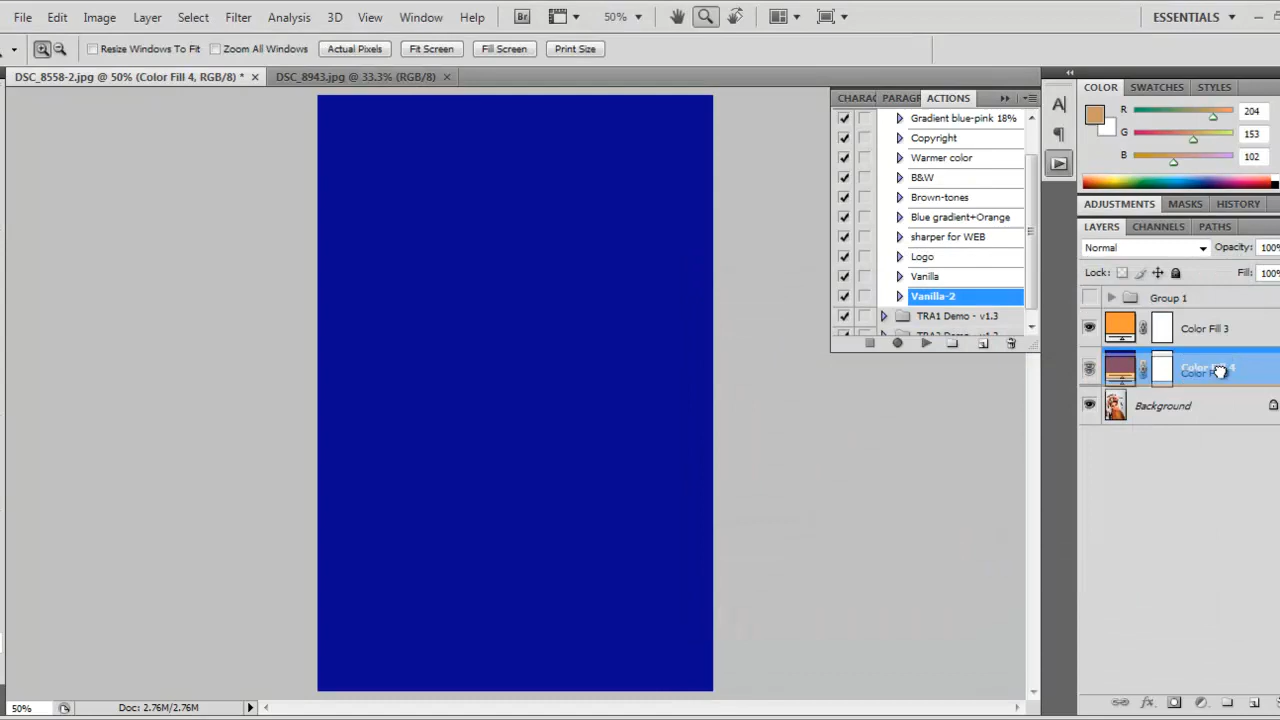 File Edit Image Layer Select Filter Analysis 3D View Window Help Br 50% ESSENTIALS
Resize Windows To Fit Zoom All Windows Actual Pixels Fit Screen Fill Screen Print Size
DSC_8558-2.jpg @ 50% (Color Fill 4, RGB/8) * × DSC_8943.jpg @ 33.3% (RGB/8) ×
CHARAC PARAGR ACTIONS
Gradient blue-pink 18%
Copyright
Warmer color
B&W
Brown-tones
Blue gradient+Orange
sharper for WEB
Logo
Vanilla
Vanilla-2
TRA1 Demo - v1.3
COLOR SWATCHES STYLES
R 204
G 153
B 102
ADJUSTMENTS MASKS HISTORY
LAYERS CHANNELS PATHS
Normal Opacity: 100%
Lock: Fill: 100%
Group 1
Color Fill 3
Background
50% Doc: 2.76M/2.76M